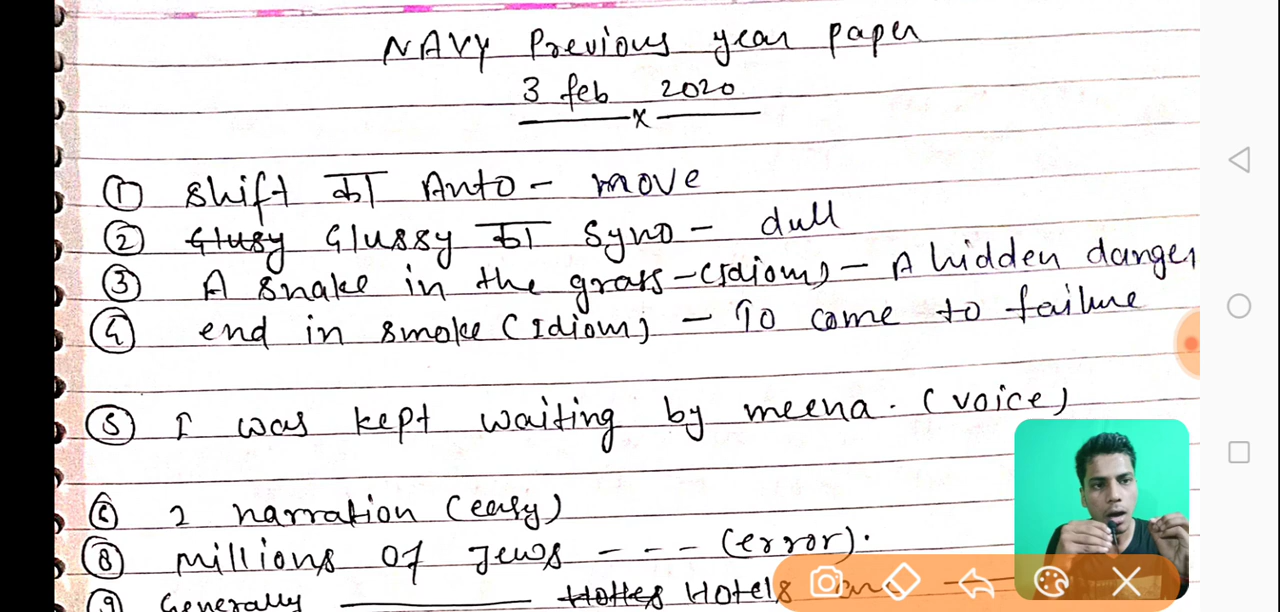 NAVY Previous year paper
3 feb 2020
x
① shift का Anto - move
② Glusy Glussy का Syno - dull
③ A snake in the grass - (Idiom) - A hidden danger
④ end in smoke (Idiom) - To come to failure
⑤ I was kept waiting by meena. (voice)
⑥ 2 narration (easy)
⑧ millions of Jews - - - (error).
⑨ Generally ______ Hotels